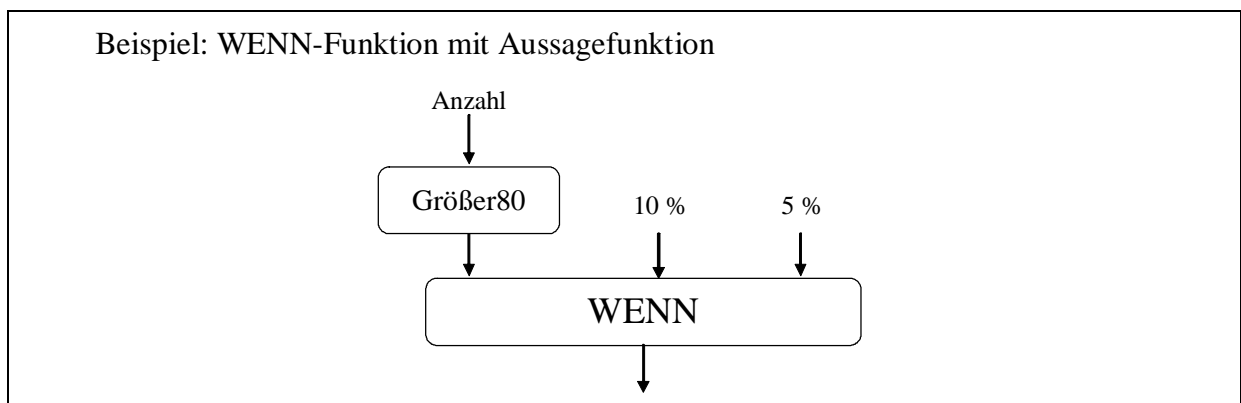 Beispiel: WENN-Funktion mit Aussagefunktion
Anzahl
Größer80
10 %
5 %
WENN